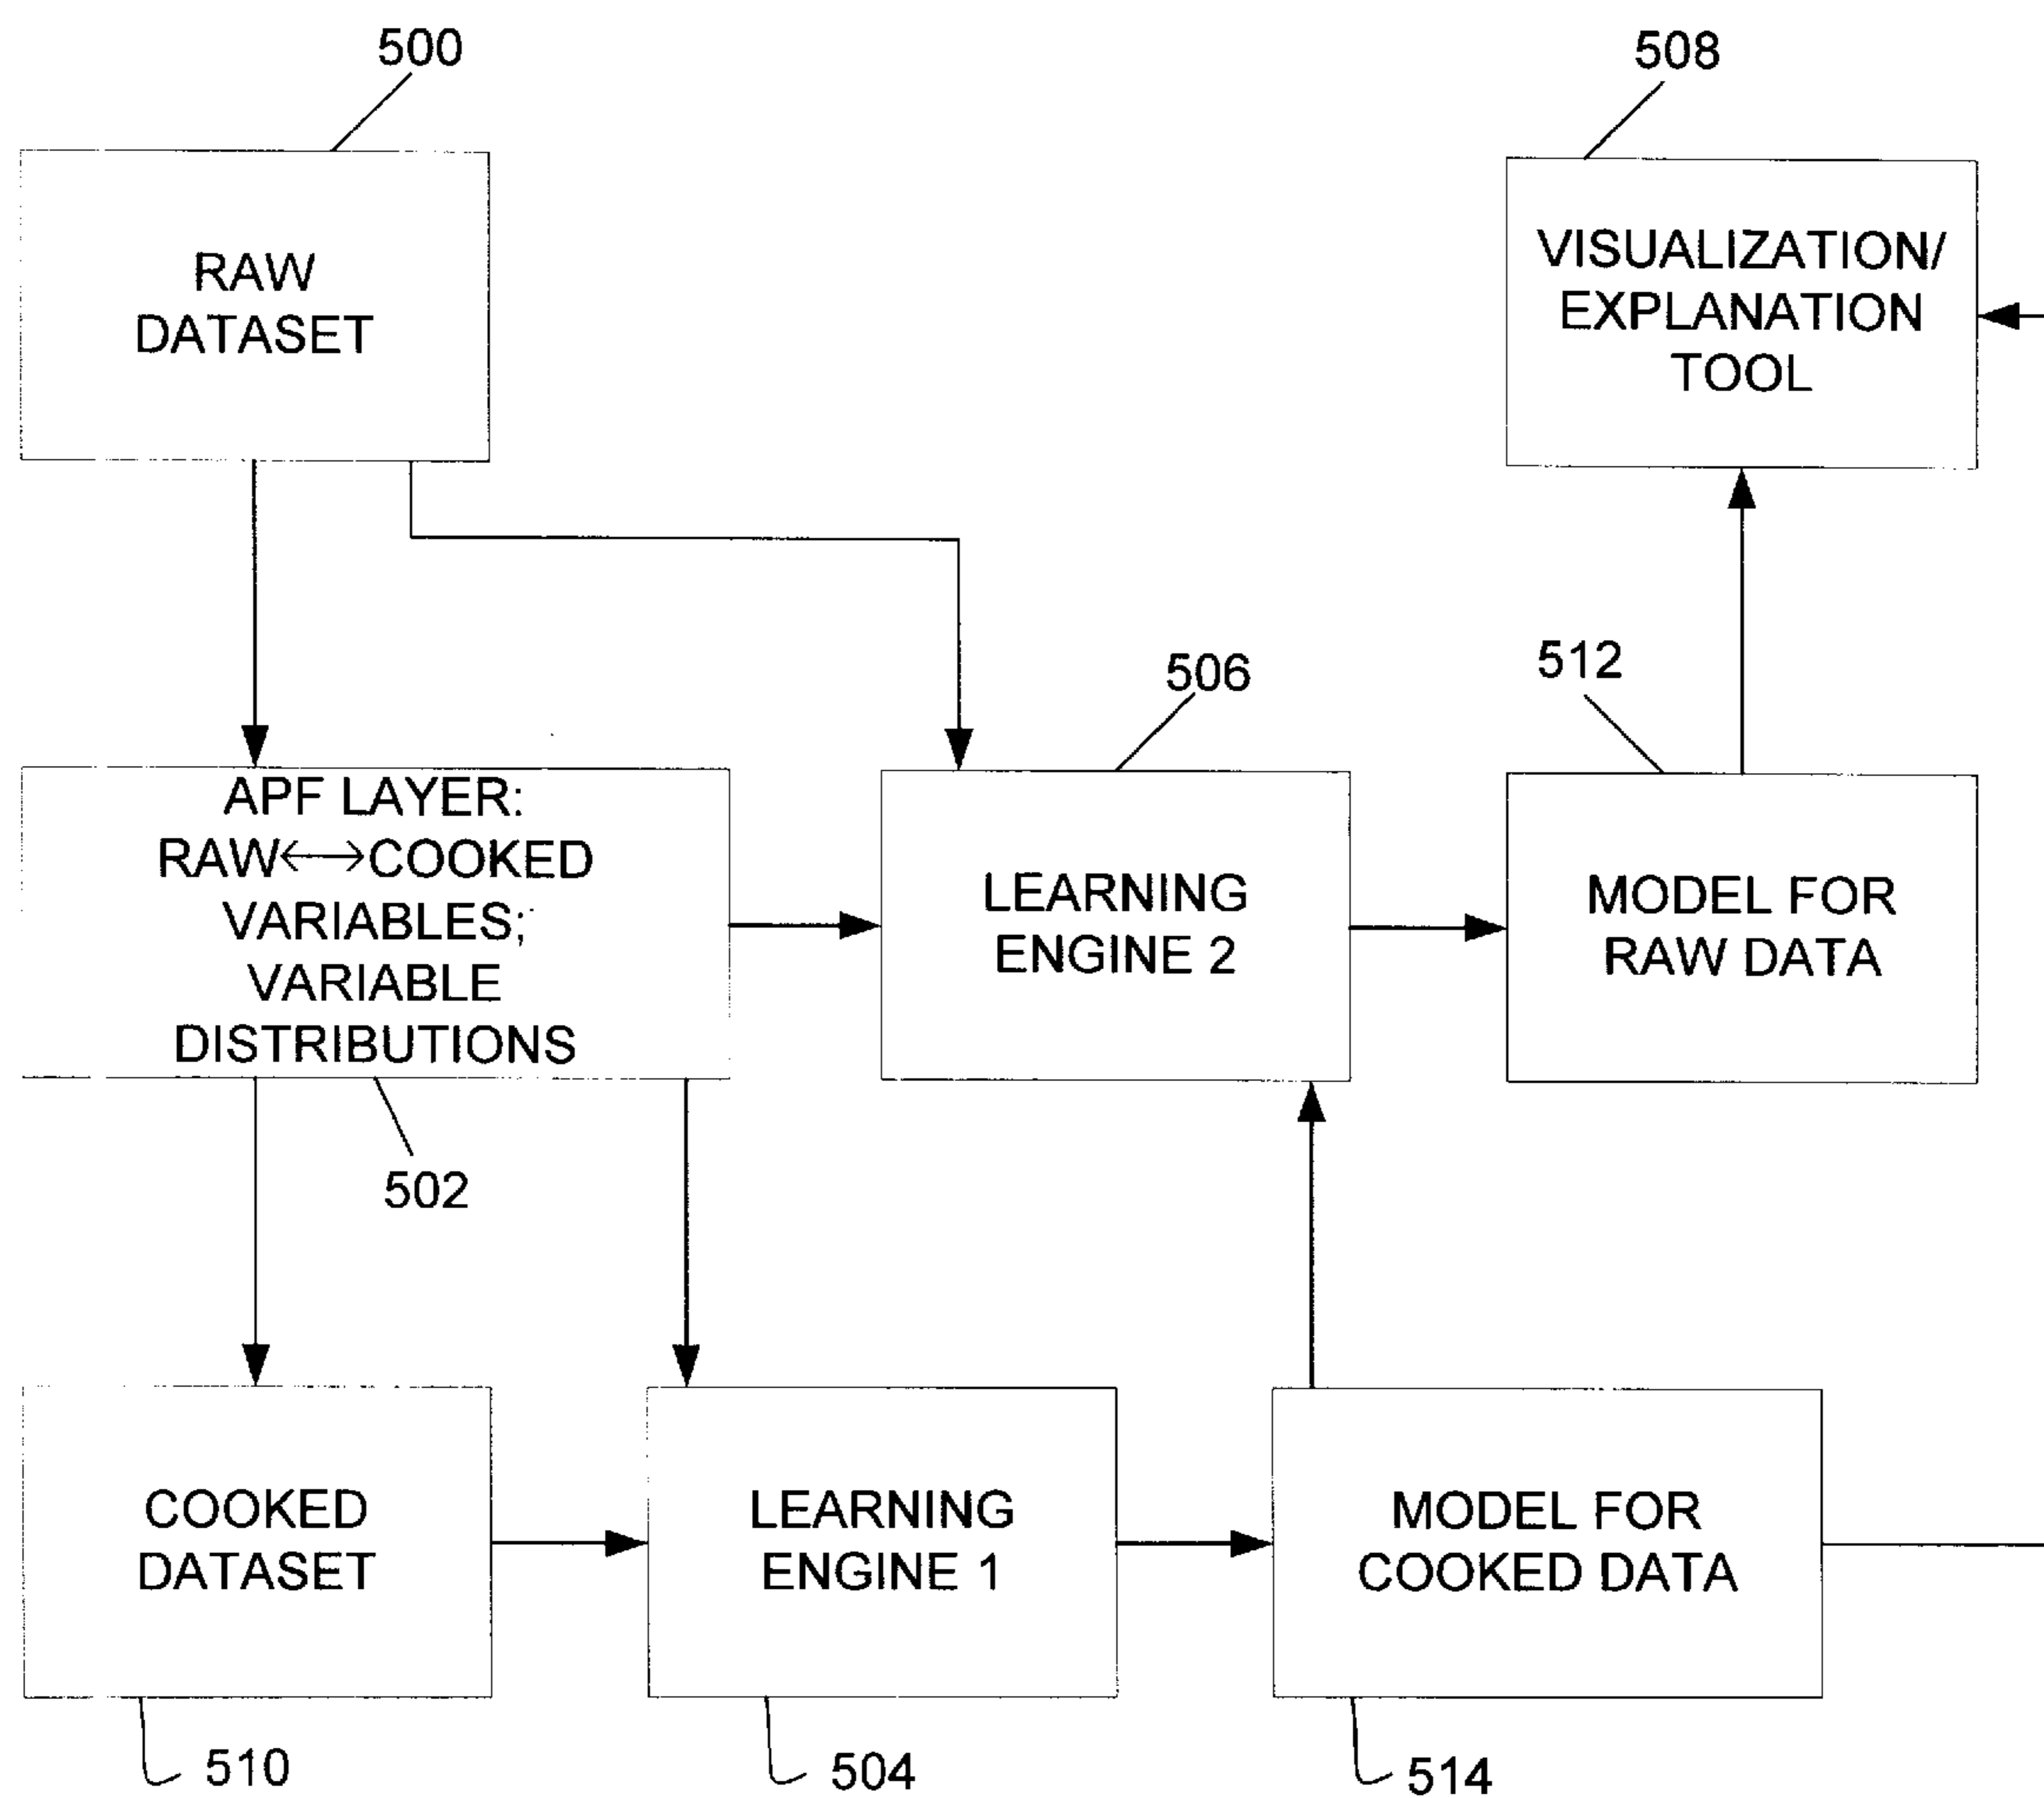 500
508
RAW
DATASET
VISUALIZATION/
EXPLANATION
TOOL
506
512
APF LAYER:
RAW↔COOKED
VARIABLES;
VARIABLE
DISTRIBUTIONS
LEARNING
ENGINE 2
MODEL FOR
RAW DATA
502
COOKED
DATASET
LEARNING
ENGINE 1
MODEL FOR
COOKED DATA
510
504
514